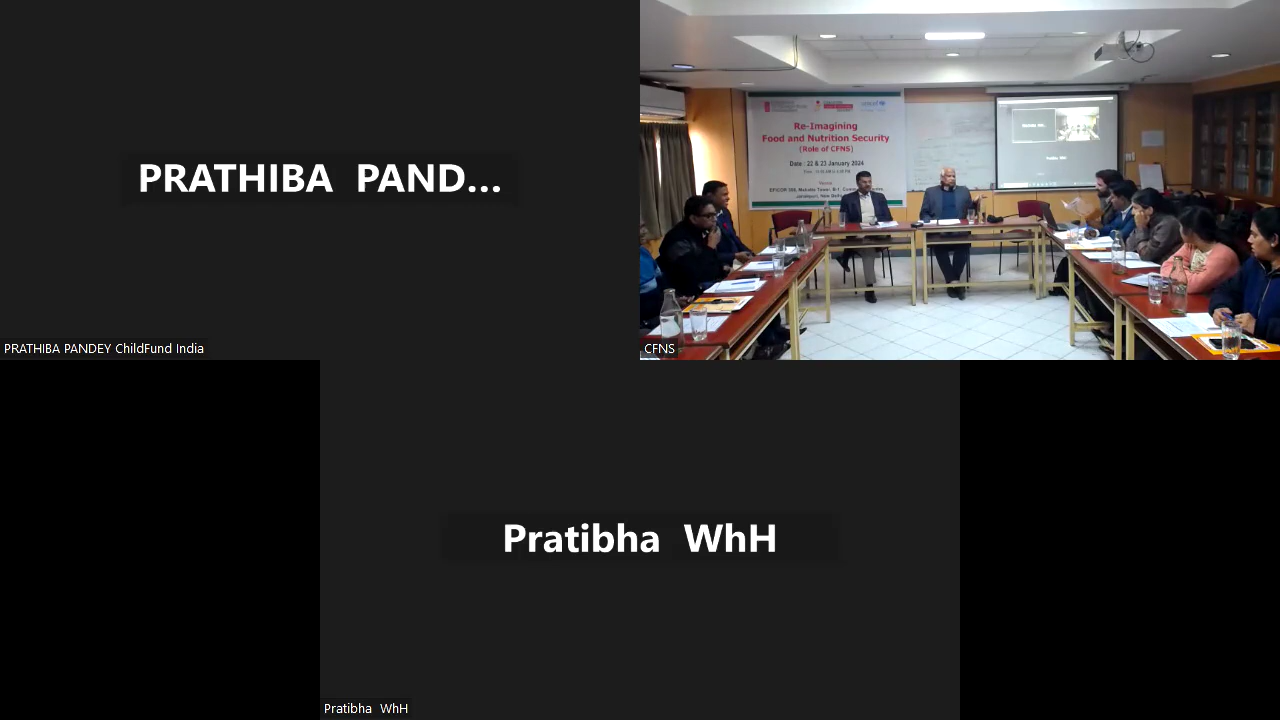 PRATHIBA PAND...
PRATHIBA PANDEY ChildFund India
Re-Imagining
Food and Nutrition Security
(Role of CFNS)
Date : 22 & 23 January 2024
CFNS
Pratibha WhH
Pratibha WhH